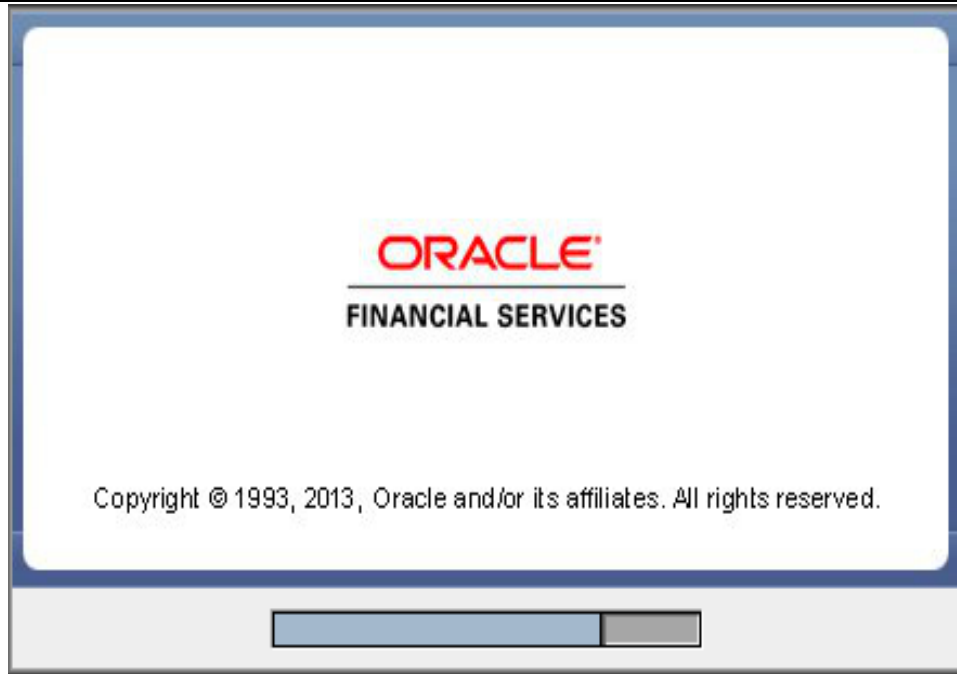 ORACLE®
FINANCIAL SERVICES
Copyright © 1993, 2013, Oracle and/or its affiliates. All rights reserved.